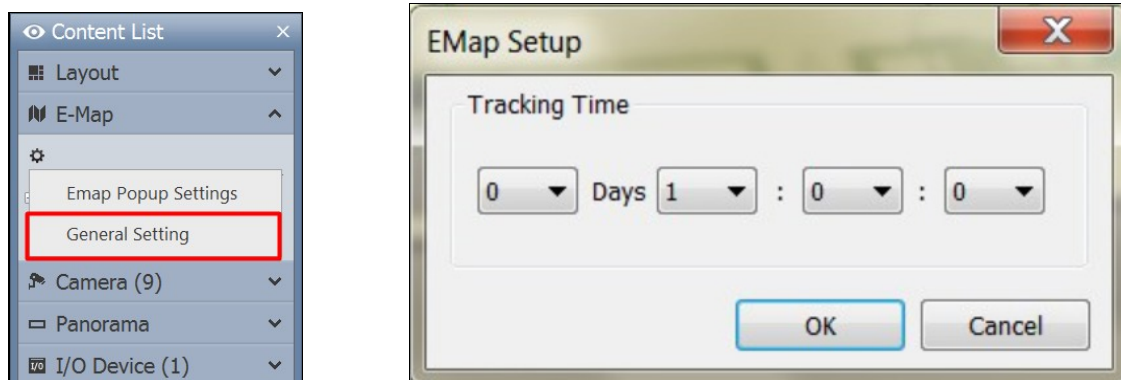 Content List
Layout
E-Map
Emap Popup Settings
General Setting
Camera (9)
Panorama
I/O Device (1)
EMap Setup
Tracking Time
0 Days 1 : 0 : 0
OK Cancel